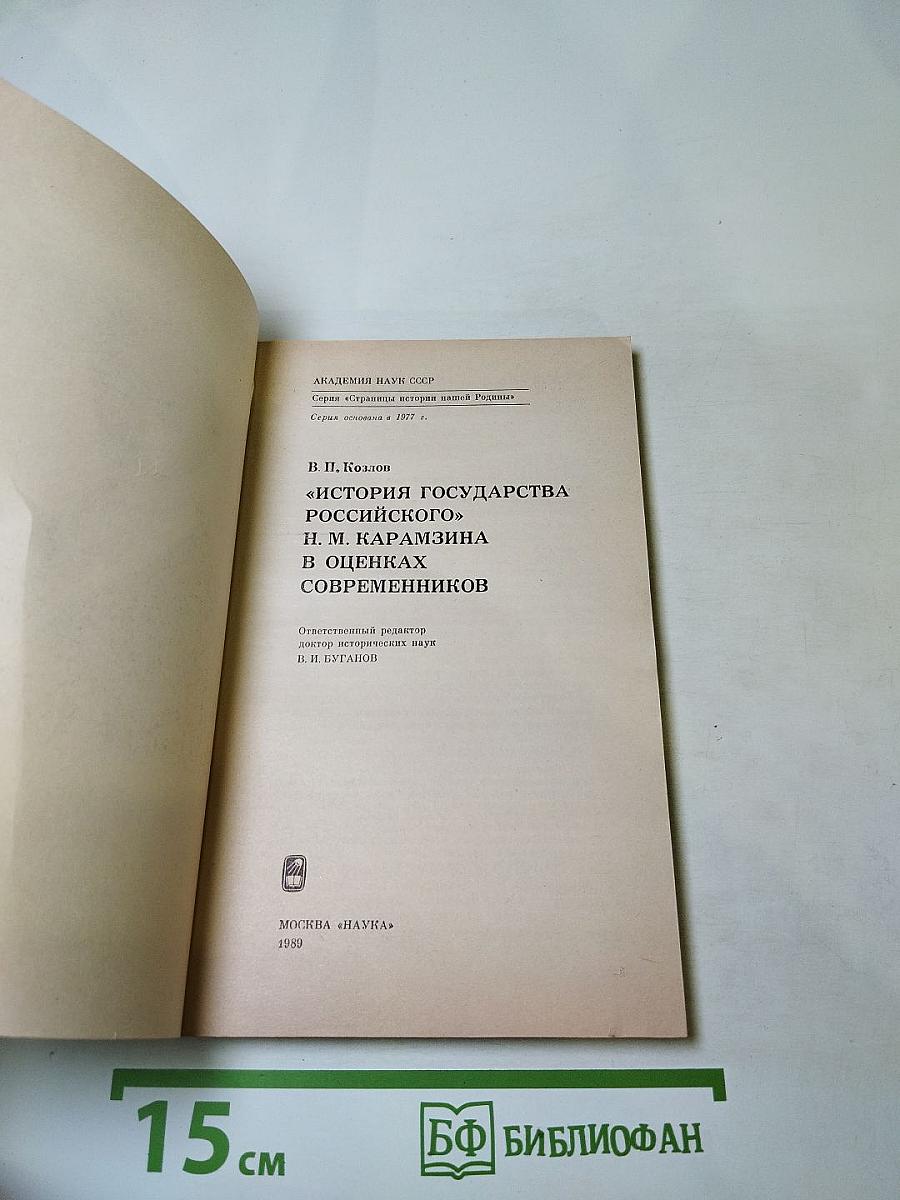 АКАДЕМИЯ НАУК СССР
Серия «Страницы истории нашей Родины»
Серия основана в 1977 г.
В. П. Козлов
«ИСТОРИЯ ГОСУДАРСТВА
РОССИЙСКОГО»
Н. М. КАРАМЗИНА
В ОЦЕНКАХ
СОВРЕМЕННИКОВ
Ответственный редактор
доктор исторических наук
В. И. БУГАНОВ
МОСКВА «НАУКА»
1989
15 см
БФ БИБЛИОФАН